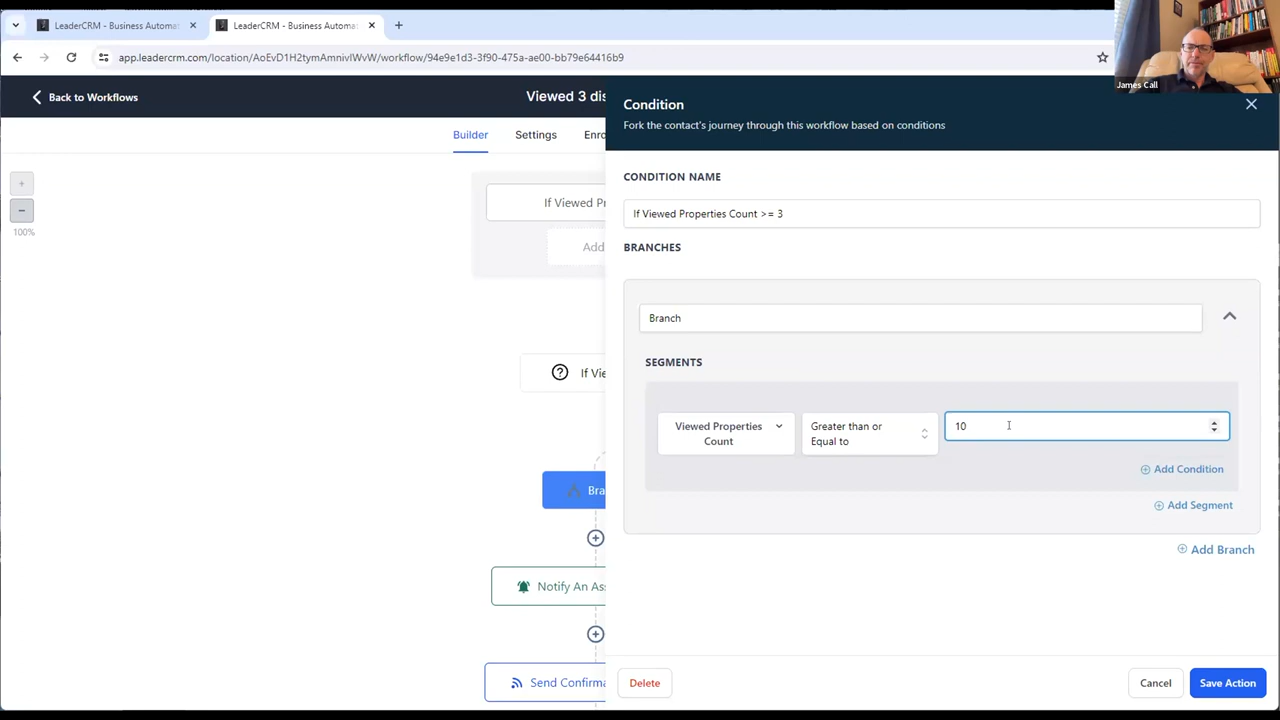 LeaderCRM - Business Automat
LeaderCRM - Business Automat
app.leadercrm.com/location/AoEvD1H2tymAmnivIWvW/workflow/94e9e1d3-3f90-475a-ae00-bb79e64416b9
James Call
Back to Workflows
Viewed 3 dis
Builder
Settings
Enro
100%
If Viewed Pr
Add
If Vie
Bra
Notify An Ass
Send Confirma
Condition
Fork the contact's journey through this workflow based on conditions
CONDITION NAME
If Viewed Properties Count >= 3
BRANCHES
Branch
SEGMENTS
Viewed Properties
Count
Greater than or
Equal to
10
Add Condition
Add Segment
Add Branch
Delete
Cancel
Save Action